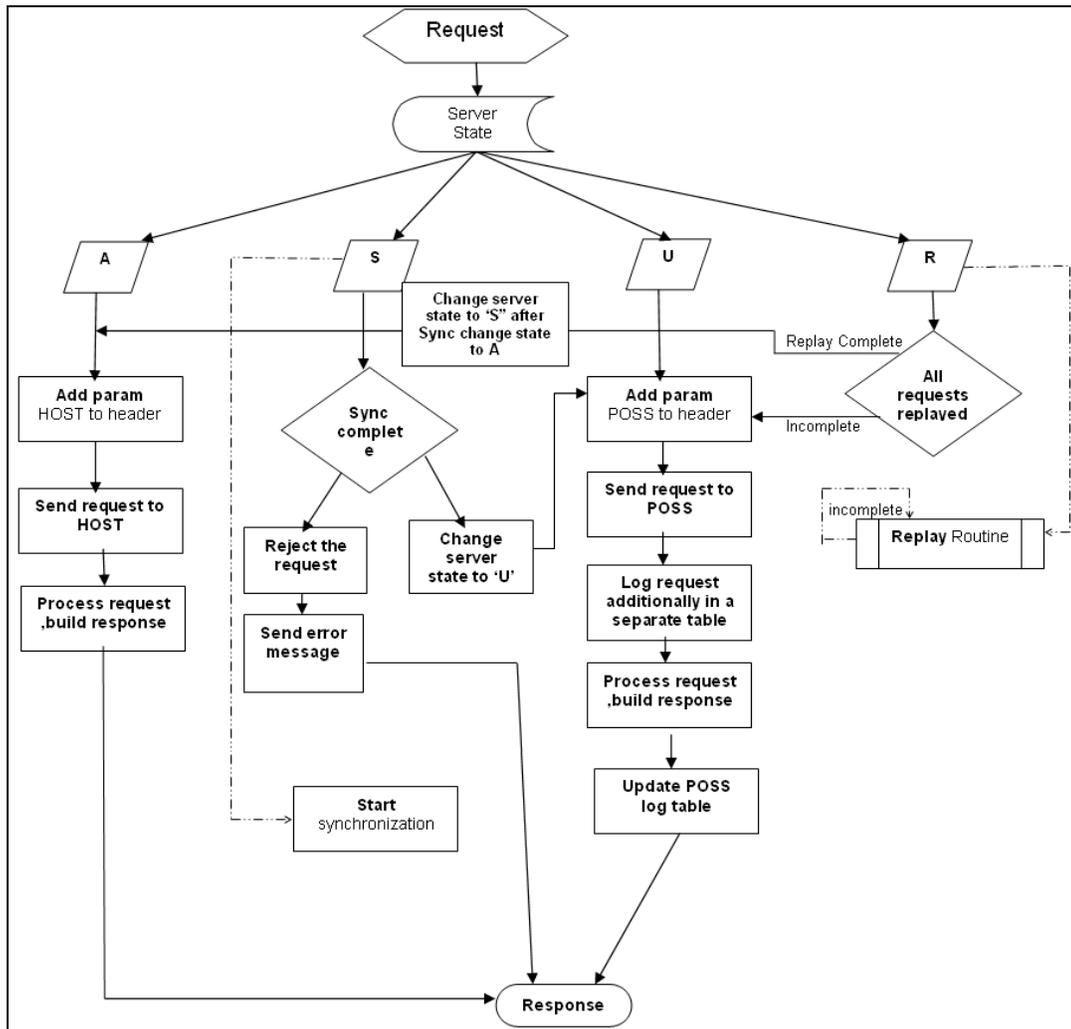 Request
Server
State
A
S
U
R
Change server
state to ‘S” after
Sync change state
to A
Replay Complete
Add param
HOST to header
Sync
complet
e
Add param
POSS to header
Incomplete
All
requests
replayed
Send request to
HOST
Reject the
request
Change
server
state to ‘U’
Send request to
POSS
incomplete
Replay Routine
Process request
,build response
Send error
message
Log request
additionally in a
separate table
Process request
,build response
Start
synchronization
Update POSS
log table
Response